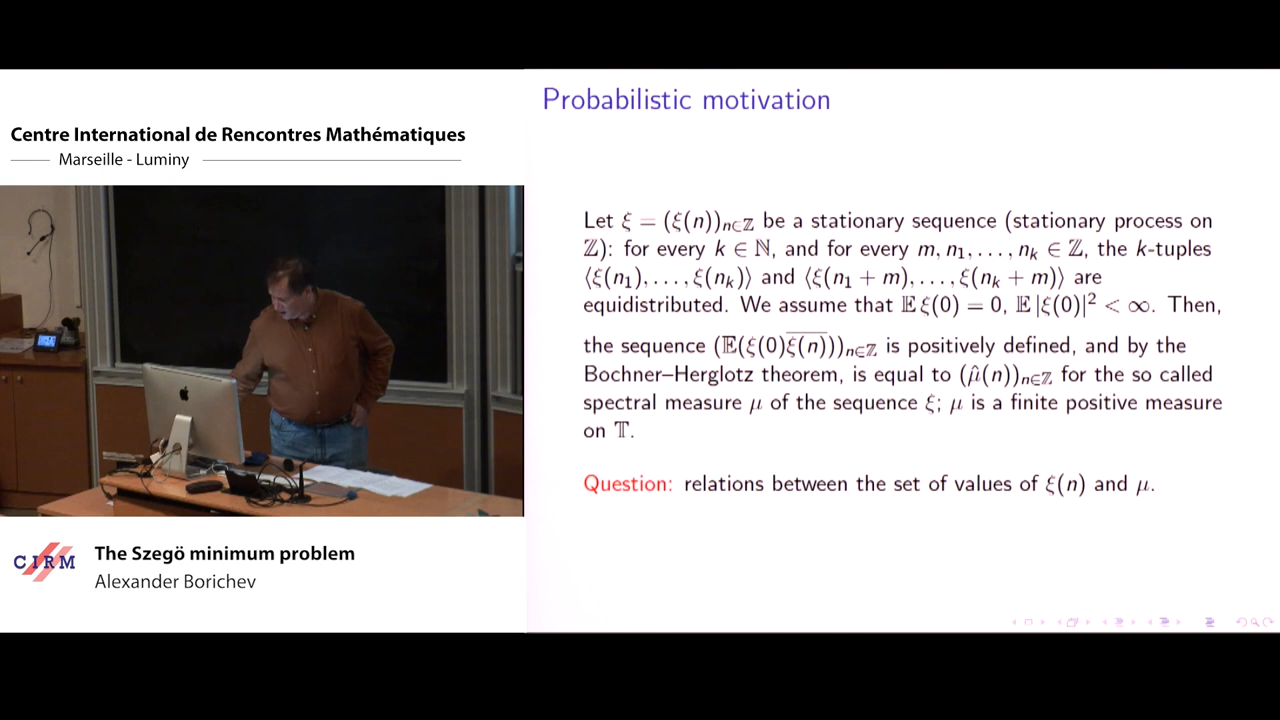 Probabilistic motivation
Centre International de Rencontres Mathématiques
Marseille - Luminy
Let ξ = (ξ(n))ₙ∈ℤ be a stationary sequence (stationary process on
ℤ): for every k ∈ ℕ, and for every m, n₁, . . . , nₖ ∈ ℤ, the k-tuples
⟨ξ(n₁), . . . , ξ(nₖ)⟩ and ⟨ξ(n₁ + m), . . . , ξ(nₖ + m)⟩ are
equidistributed. We assume that 𝔼 ξ(0) = 0, 𝔼 |ξ(0)|² < ∞. Then,
the sequence (𝔼(ξ(0)\overline{ξ(n)}))ₙ∈ℤ is positively defined, and by the
Bochner–Herglotz theorem, is equal to (μ̂(n))ₙ∈ℤ for the so called
spectral measure μ of the sequence ξ; μ is a finite positive measure
on 𝕋.
Question: relations between the set of values of ξ(n) and μ.
CIRM
The Szegö minimum problem
Alexander Borichev